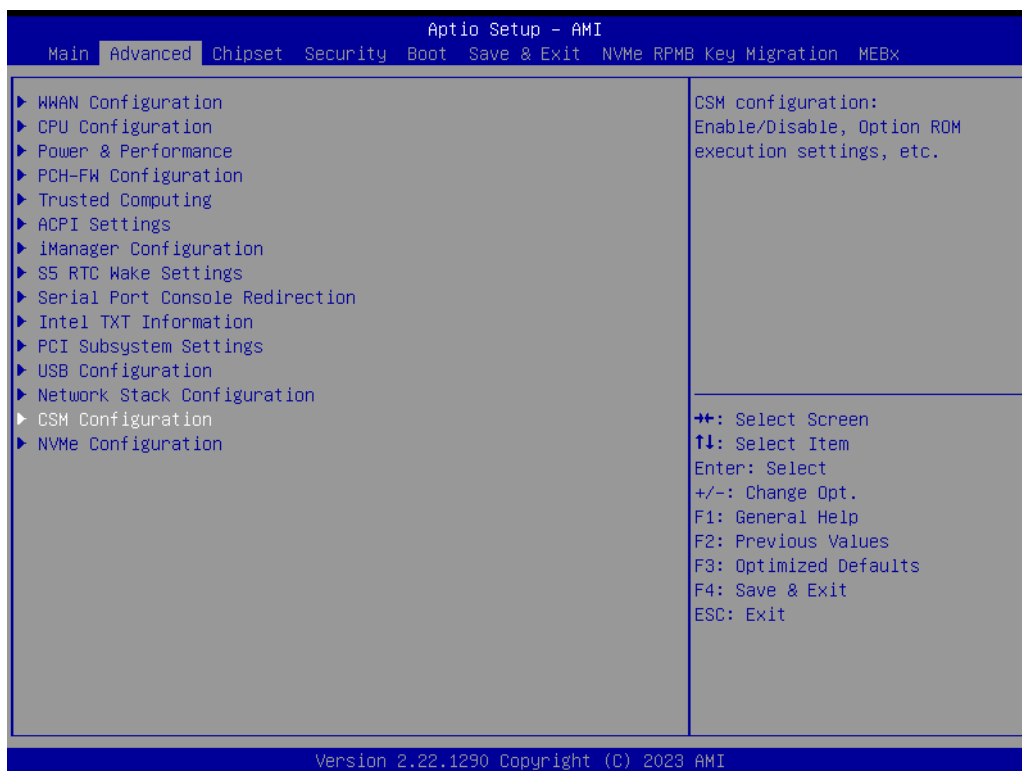 Aptio Setup - AMI
Main Advanced Chipset Security Boot Save & Exit NVMe RPMB Key Migration MEBx
WWAN Configuration
CPU Configuration
Power & Performance
PCH-FW Configuration
Trusted Computing
ACPI Settings
iManager Configuration
S5 RTC Wake Settings
Serial Port Console Redirection
Intel TXT Information
PCI Subsystem Settings
USB Configuration
Network Stack Configuration
CSM Configuration
NVMe Configuration
CSM configuration:
Enable/Disable, Option ROM
execution settings, etc.
→←: Select Screen
↑↓: Select Item
Enter: Select
+/-: Change Opt.
F1: General Help
F2: Previous Values
F3: Optimized Defaults
F4: Save & Exit
ESC: Exit
Version 2.22.1290 Copyright (C) 2023 AMI